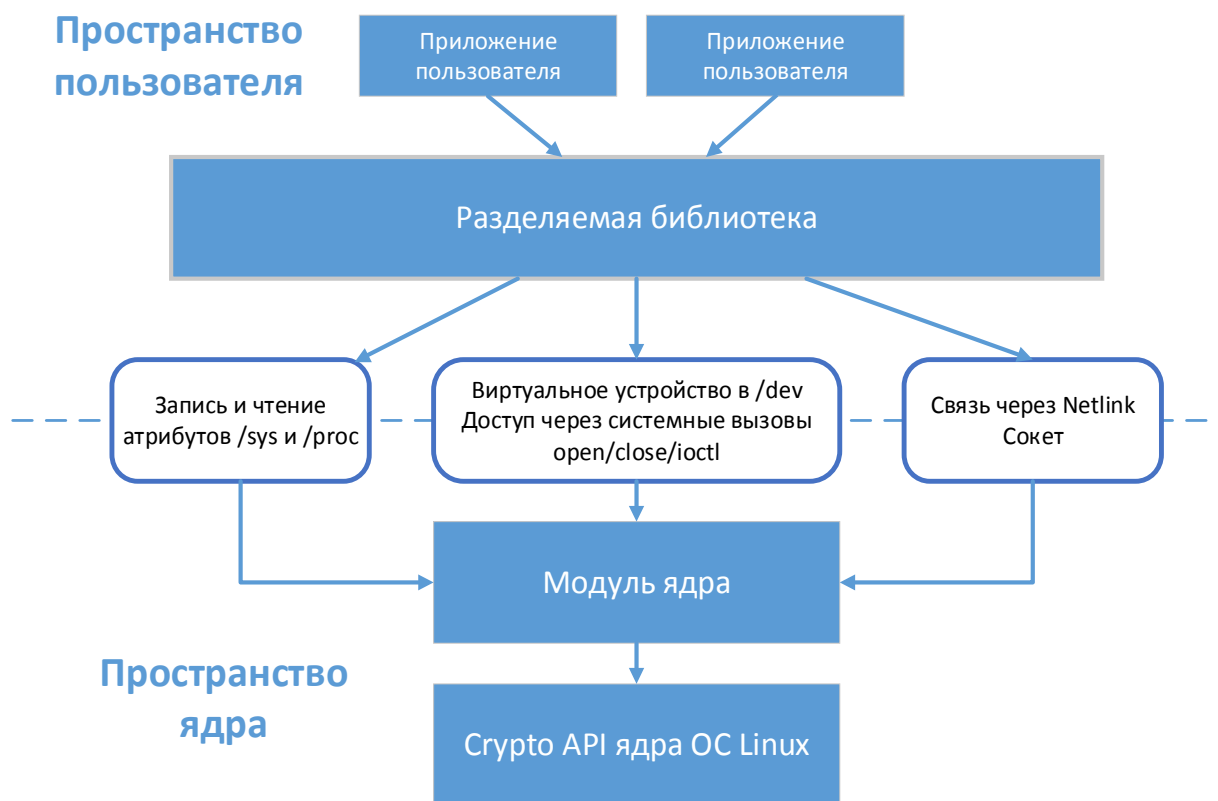 Пространство
пользователя
Приложение
пользователя
Приложение
пользователя
Разделяемая библиотека
Запись и чтение
атрибутов /sys и /proc
Виртуальное устройство в /dev
Доступ через системные вызовы
open/close/ioctl
Связь через Netlink
Сокет
Модуль ядра
Пространство
ядра
Crypto API ядра ОС Linux